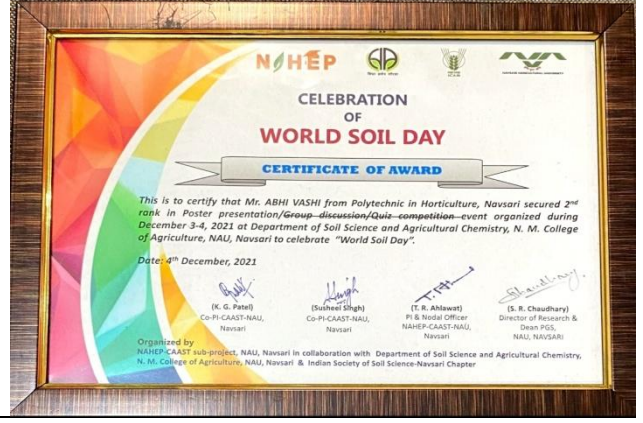 NAHEP
CELEBRATION
OF
WORLD SOIL DAY
CERTIFICATE OF AWARD
This is to certify that Mr. ABHI VASHI from Polytechnic in Horticulture, Navsari secured 2nd
rank in Poster presentation/Group discussion/Quiz competition event organized during
December 3-4, 2021 at Department of Soil Science and Agricultural Chemistry, N. M. College
of Agriculture, NAU, Navsari to celebrate "World Soil Day".
Date: 4th December, 2021
(K. G. Patel)
Co-PI-CAAST-NAU,
Navsari
(Susheel Singh)
Co-PI-CAAST-NAU,
Navsari
(T. R. Ahlawat)
PI & Nodal Officer
NAHEP-CAAST-NAU,
Navsari
(S. R. Chaudhary)
Director of Research &
Dean PGS,
NAU, NAVSARI
Organized by
NAHEP-CAAST sub-project, NAU, Navsari in collaboration with Department of Soil Science and Agricultural Chemistry,
N. M. College of Agriculture, NAU, Navsari & Indian Society of Soil Science-Navsari Chapter